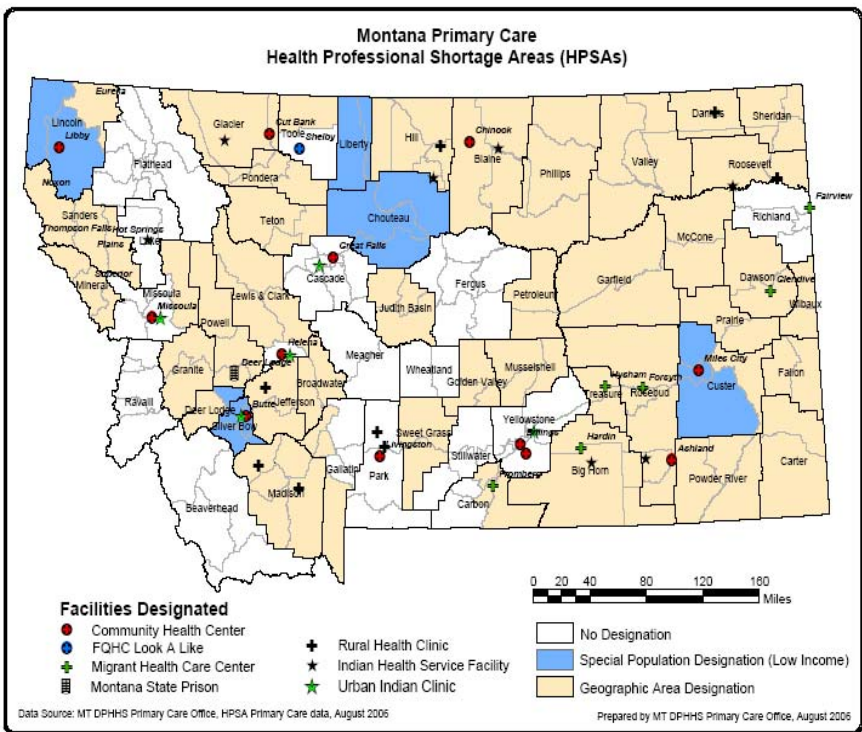 Montana Primary Care
Health Professional Shortage Areas (HPSAs)
Eureka
Lincoln
Libby
Glacier
Cut Bank
Toole
Shelby
Liberty
Hill
Chinook
Blaine
Daniels
Sheridan
Flathead
Phillips
Valley
Roosevelt
Pondera
Noxon
Fairview
Sanders
Thompson Falls
Hot Springs
Lake
Plains
Teton
Chouteau
Richland
McCone
Great Falls
Superior
Mineral
Missoula
Missoula
Cascade
Fergus
Garfield
Dawson
Glendive
Lewis & Clark
Judith Basin
Petroleum
Wibaux
Powell
Prairie
Helena
Meagher
Deer Lodge
Granite
Wheatland
Musselshell
Miles City
Broadwater
Golden Valley
Hysham
Forsyth
Fallon
Ravalli
Jefferson
Treasure
Rosebud
Custer
Deer Lodge
Butte
Silver Bow
Yellowstone
Sweet Grass
Billings
Hardin
Livingston
Stillwater
Gallatin
Park
Big Horn
Ashland
Carter
Madison
Fromberg
Powder River
Beaverhead
Carbon
0 20 40 80 120 160
Miles
Facilities Designated
Community Health Center
FQHC Look A Like
Migrant Health Care Center
Montana State Prison
Rural Health Clinic
Indian Health Service Facility
Urban Indian Clinic
No Designation
Special Population Designation (Low Income)
Geographic Area Designation
Data Source: MT DPHHS Primary Care Office, HPSA Primary Care data, August 2006
Prepared by MT DPHHS Primary Care Office, August 2006